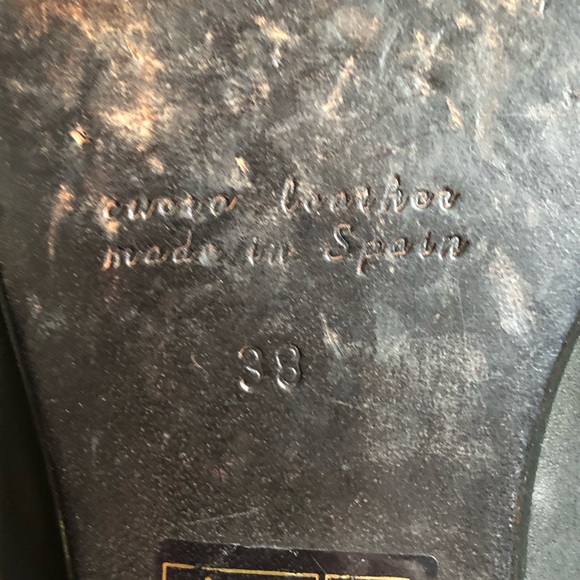 cuero leather
made in Spain
38